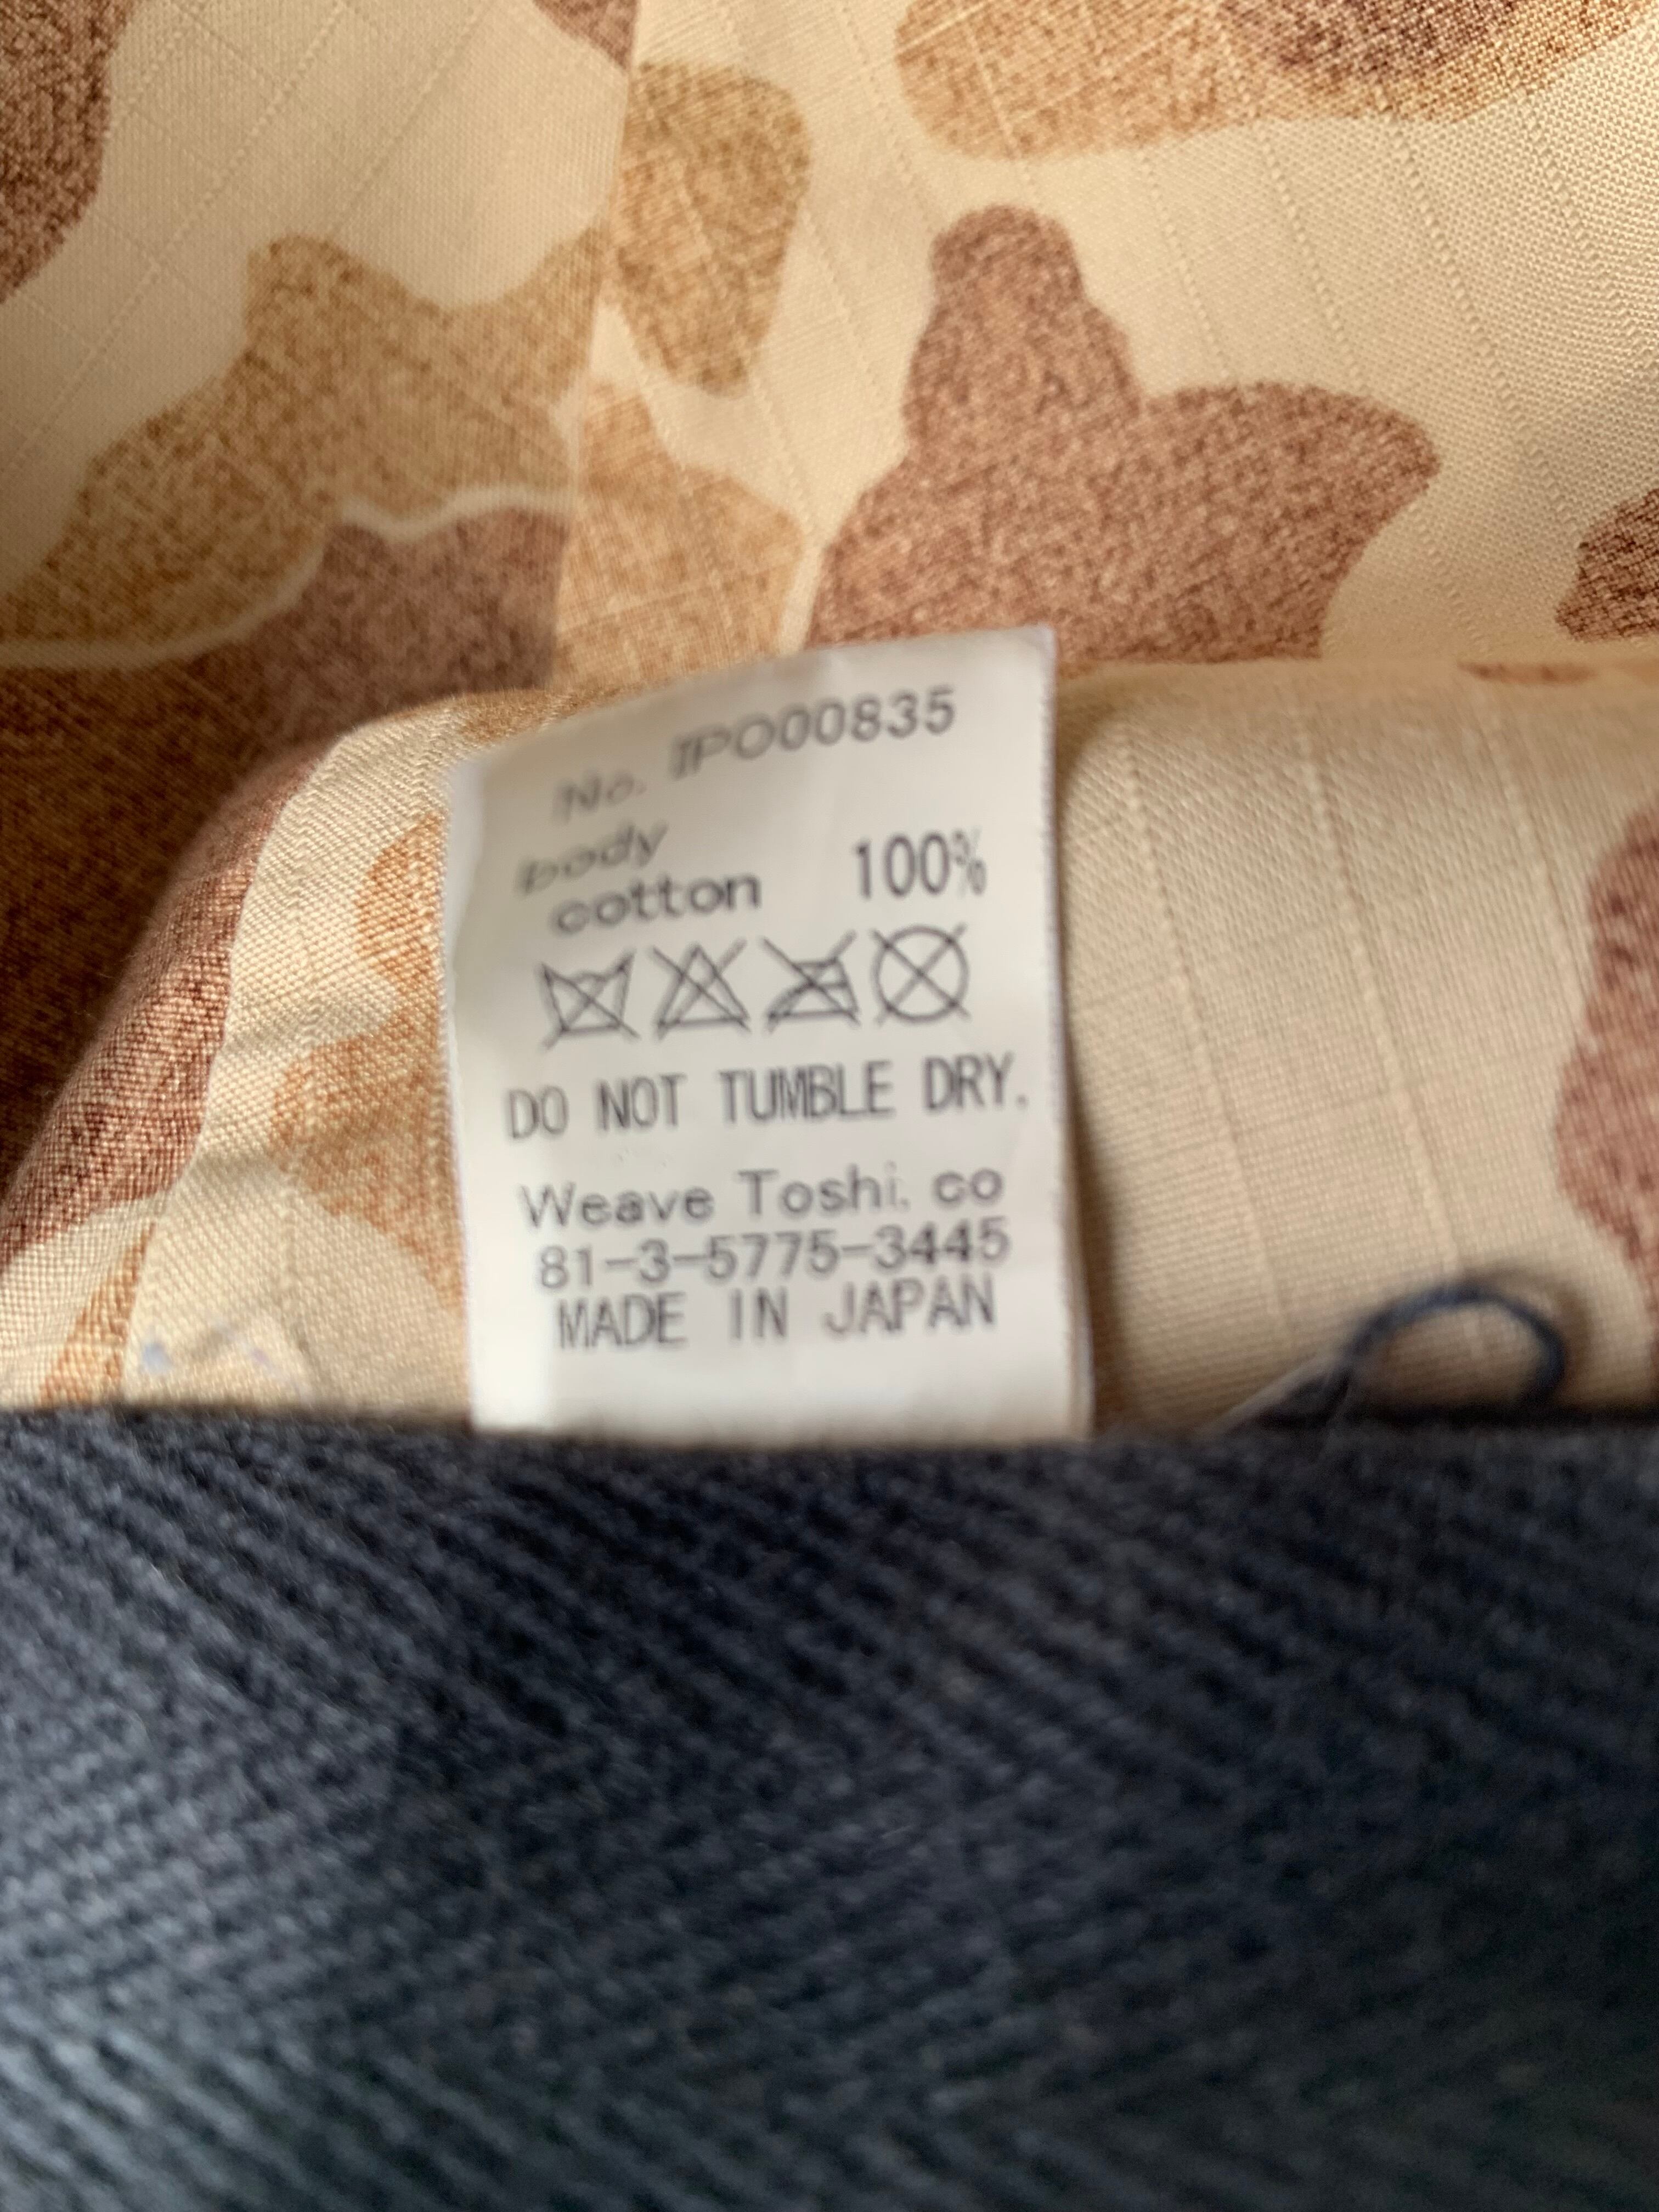 No. IPO00835
body
cotton 100%
DO NOT TUMBLE DRY.
Weave Toshi. co
81-3-5775-3445
MADE IN JAPAN